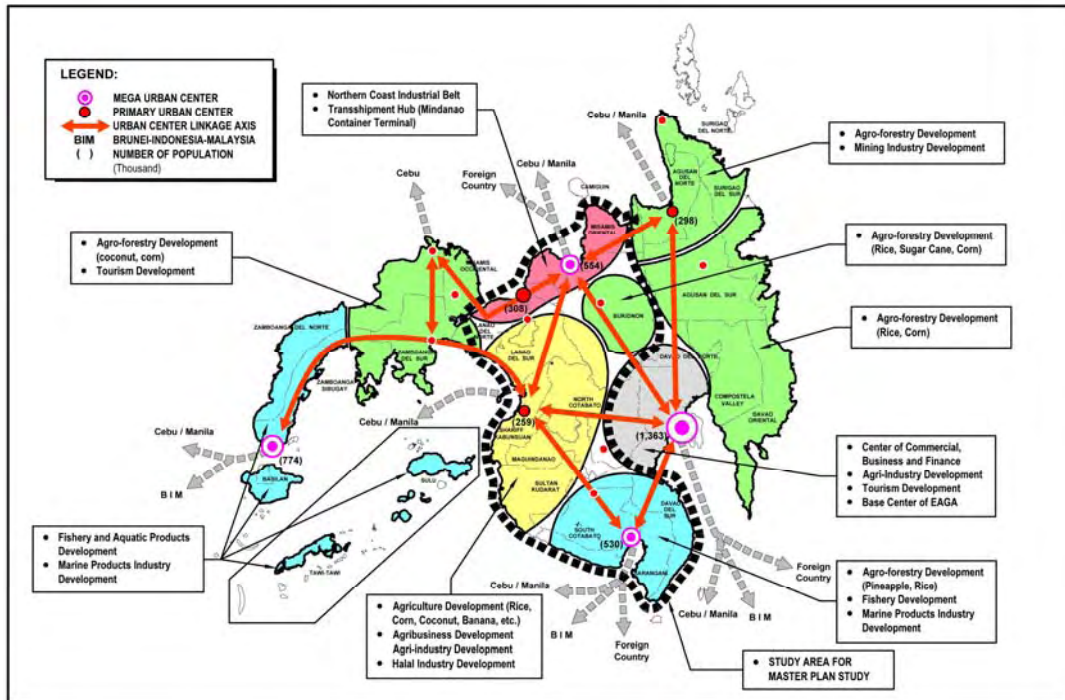 LEGEND:
MEGA URBAN CENTER
PRIMARY URBAN CENTER
URBAN CENTER LINKAGE AXIS
BIM BRUNEI-INDONESIA-MALAYSIA
( ) NUMBER OF POPULATION
(Thousand)
• Northern Coast Industrial Belt
• Transshipment Hub (Mindanao
Container Terminal)
Cebu / Manila
SURIGAO
DEL NORTE
• Agro-forestry Development
• Mining Industry Development
AGUSAN
DEL
NORTE
SURIGAO
DEL SUR
(298)
Cebu
Foreign
Country
Cebu / Manila
CAMIGUIN
MISAMIS
ORIENTAL
(554)
• Agro-forestry Development
(Rice, Sugar Cane, Corn)
• Agro-forestry Development
(coconut, corn)
• Tourism Development
MISAMIS
OCCIDENTAL
(308)
LANAO
DEL
NORTE
BUKIDNON
AGUSAN DEL SUR
• Agro-forestry Development
(Rice, Corn)
ZAMBOANGA DEL NORTE
ZAMBOANGA
DEL SUR
ZAMBOANGA
SIBUGAY
LANAO
DEL SUR
DAVAO DEL NORTE
NORTH
COTABATO
COMPOSTELA
VALLEY
DAVAO
ORIENTAL
Cebu / Manila
(259)
SHARIFF
KABUNSUAN
MAGUINDANAO
SULTAN
KUDARAT
(1,363)
Cebu / Manila
(774)
B I M
BASILAN
SULU
TAWI-TAWI
• Center of Commercial,
Business and Finance
• Agri-Industry Development
• Tourism Development
• Base Center of EAGA
DAVAO
DEL
SUR
SOUTH
COTABATO
(530)
SARANGANI
• Fishery and Aquatic Products
Development
• Marine Products Industry
Development
• Agriculture Development (Rice,
Corn, Coconut, Banana, etc.)
• Agribusiness Development
Agri-industry Development
• Halal Industry Development
Cebu / Manila
B I M
Foreign
Country
Cebu / Manila
B I M
Foreign
Country
• Agro-forestry Development
(Pineapple, Rice)
• Fishery Development
• Marine Products Industry
Development
• STUDY AREA FOR
MASTER PLAN STUDY